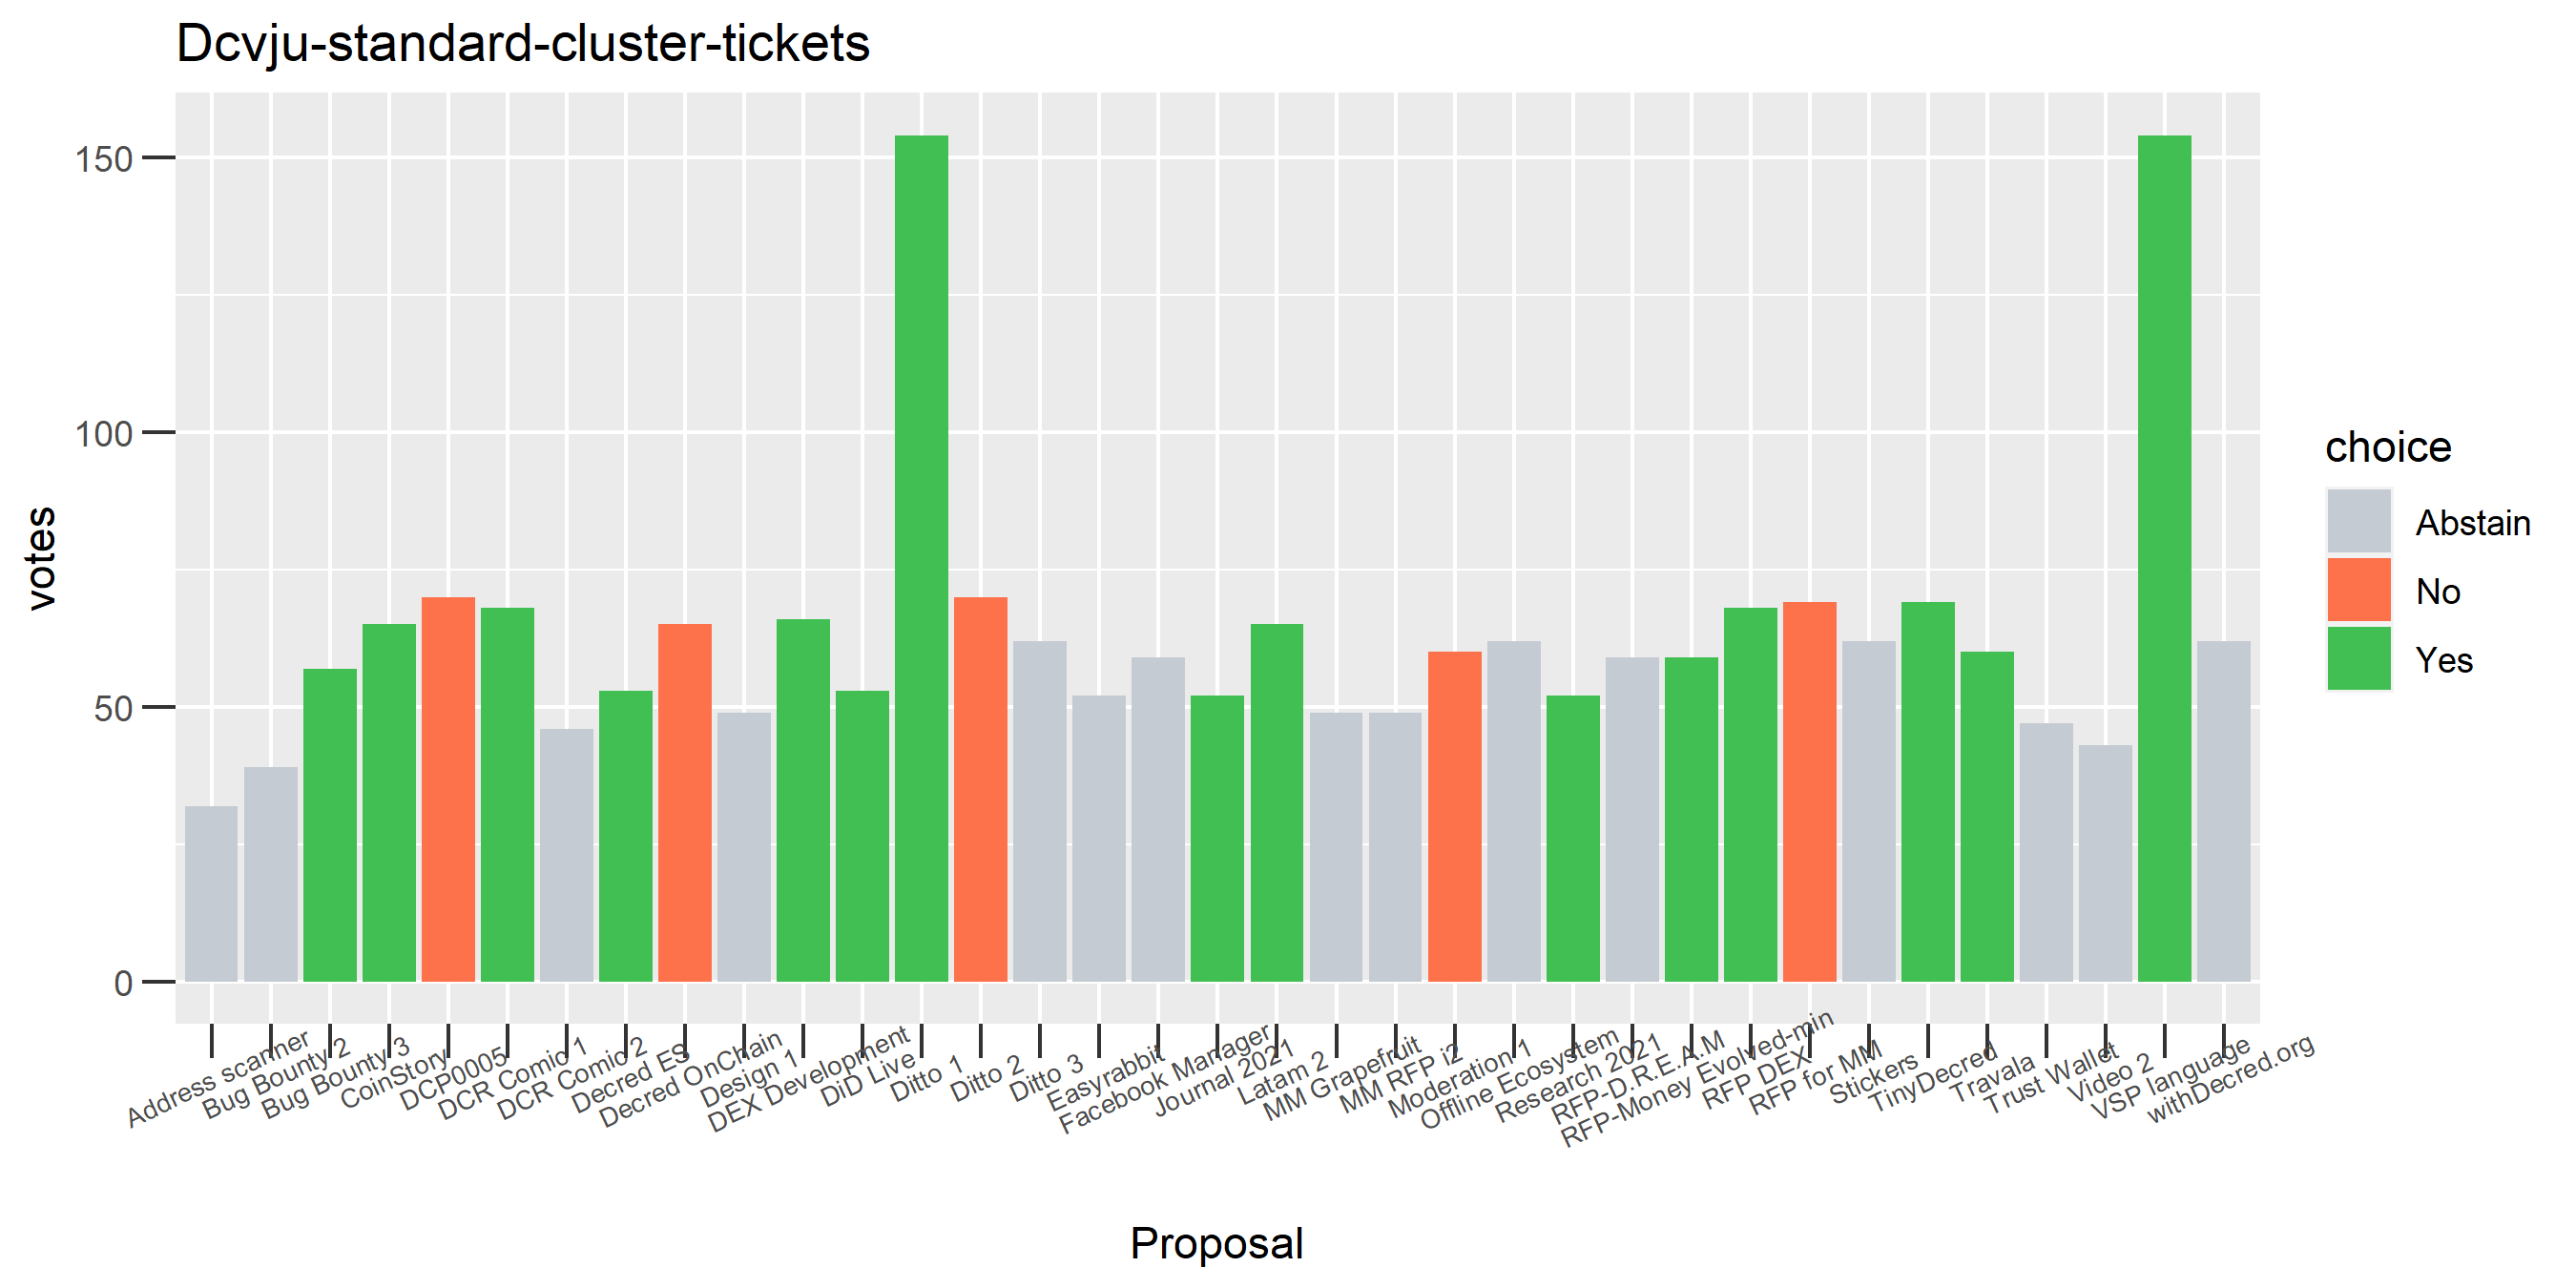 Dcvju-standard-cluster-tickets
votes
150
100
50
0
Address scanner
Bug Bounty 2
Bug Bounty 3
CoinStory
DCP0005
DCR Comic 1
DCR Comic 2
Decred ES
Decred OnChain
Design 1
DEX Development
DiD Live
Ditto 1
Ditto 2
Ditto 3
Easyrabbit
Facebook Manager
Journal 2021
Latam 2
MM Grapefruit
MM RFP i2
Moderation 1
Offline Ecosystem
Research 2021
RFP-D.R.E.A.M
RFP-Money Evolved-min
RFP DEX
RFP for MM
Stickers
TinyDecred
Travala
Trust Wallet
Video 2
VSP language
withDecred.org
Proposal
choice
Abstain
No
Yes